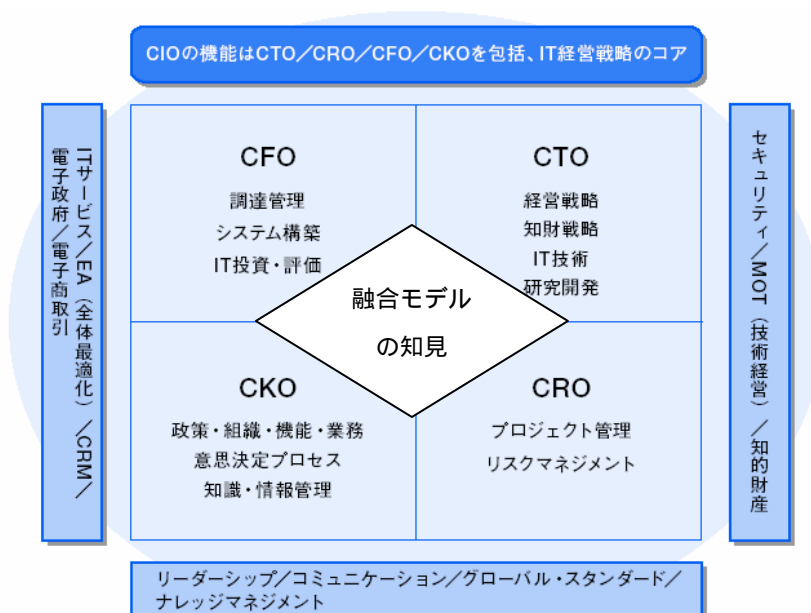 CIOの機能はCTO／CRO／CFO／CKOを包括、IT経営戦略のコア
ITサービス／EA（全体最適化）／CRM／
電子政府／電子商取引
CFO
調達管理
システム構築
IT投資・評価
CTO
経営戦略
知財戦略
IT技術
研究開発
融合モデル
の知見
CKO
政策・組織・機能・業務
意思決定プロセス
知識・情報管理
CRO
プロジェクト管理
リスクマネジメント
セキュリティ／MOT（技術経営）／知的財産
リーダーシップ／コミュニケーション／グローバル・スタンダード／
ナレッジマネジメント